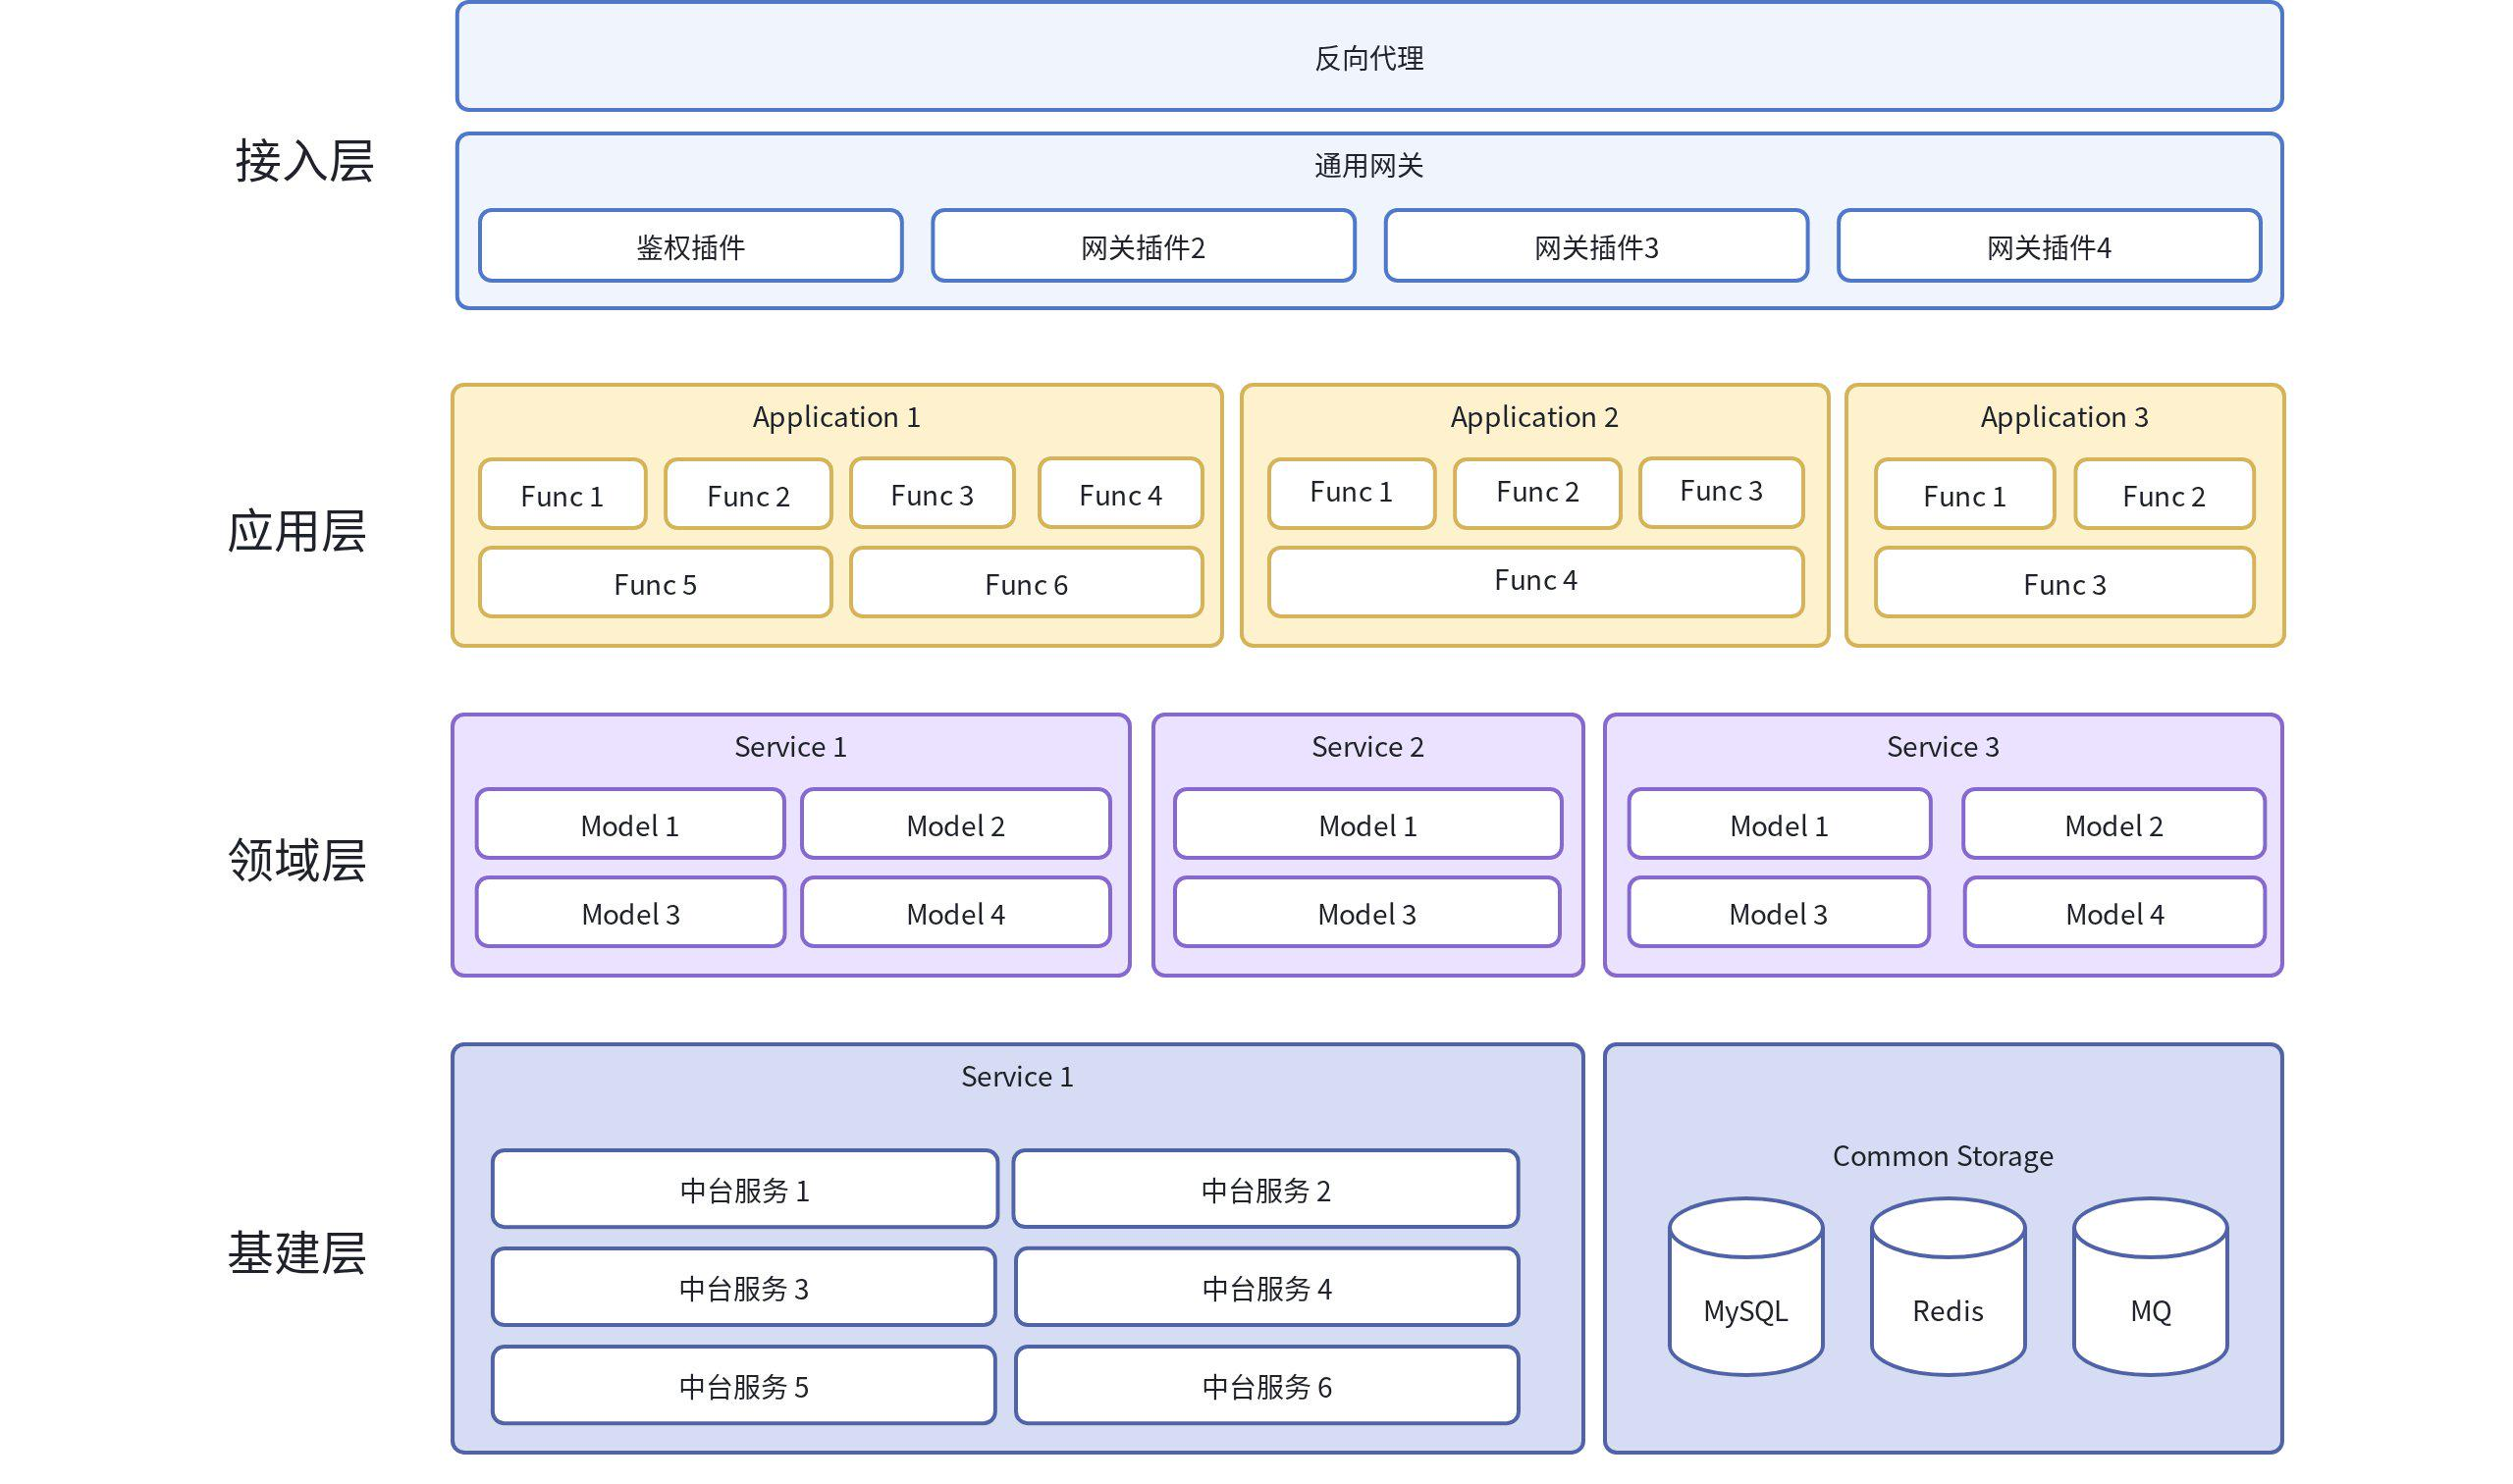 反向代理
接入层
通用网关
鉴权插件
网关插件2
网关插件3
网关插件4
应用层
Application 1
Func 1
Func 2
Func 3
Func 4
Func 5
Func 6
Application 2
Func 1
Func 2
Func 3
Func 4
Application 3
Func 1
Func 2
Func 3
领域层
Service 1
Model 1
Model 2
Model 3
Model 4
Service 2
Model 1
Model 3
Service 3
Model 1
Model 2
Model 3
Model 4
基建层
Service 1
中台服务 1
中台服务 2
中台服务 3
中台服务 4
中台服务 5
中台服务 6
Common Storage
MySQL
Redis
MQ